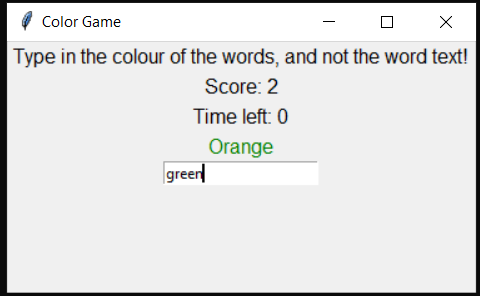 Color Game
Type in the colour of the words, and not the word text!
Score: 2
Time left: 0
Orange
green